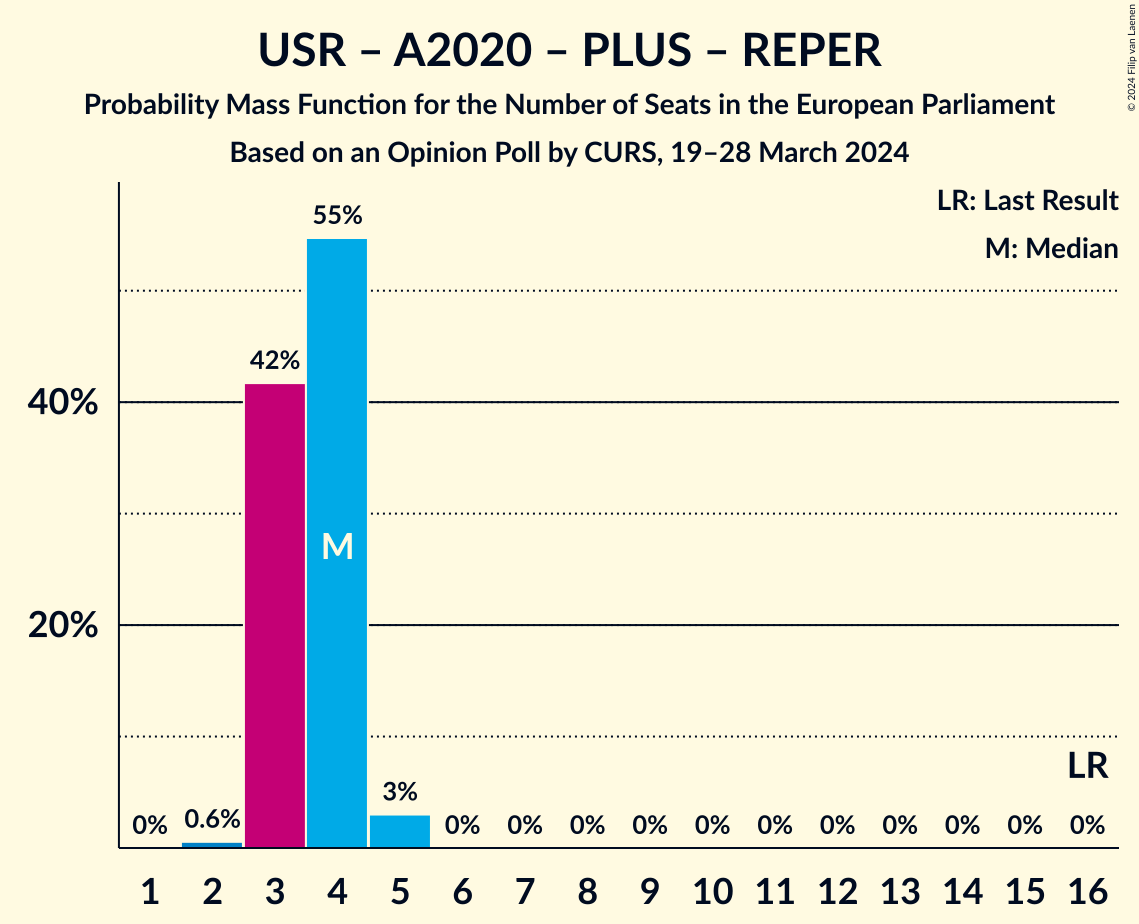 USR – A2020 – PLUS – REPER
Probability Mass Function for the Number of Seats in the European Parliament
Based on an Opinion Poll by CURS, 19–28 March 2024
© 2024 Filip van Laenen
LR: Last Result
M: Median
55%
42%
40%
M
20%
LR
0% 0.6% 3% 0% 0% 0% 0% 0% 0% 0% 0% 0% 0% 0%
1 2 3 4 5 6 7 8 9 10 11 12 13 14 15 16